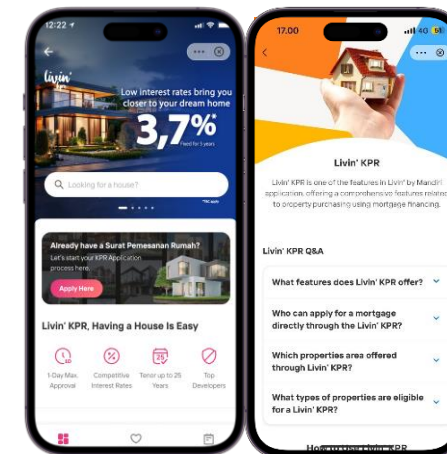 12:22
livin'
KPR
Low interest rates bring you
closer to your dream home
3,7%*
Fixed for 5 years
Looking for a house?
*T&C apply
Already have a Surat Pemesanan Rumah?
Let's start your KPR Application
process here.
Apply Here
Livin' KPR, Having a House Is Easy
1-Day Max.
Approval
Competitive
Interest Rates
Tenor up to 25
Years
Top
Developers
17.00
4G
Livin' KPR
Livin' KPR is one of the features in Livin' by Mandiri
application, offering a comprehensive features related
to property purchasing using mortgage financing.
Livin' KPR Q&A
What features does Livin' KPR offer?
Who can apply for a mortgage
directly through the Livin' KPR?
Which properties area offered
through Livin' KPR?
What types of properties are eligible
for a Livin' KPR?
How to Use Livin' KPR